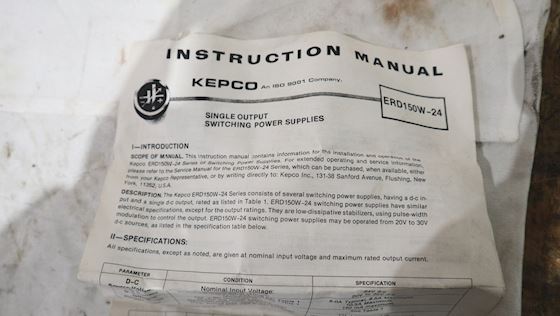 INSTRUCTION MANUAL
KEPCO An ISO 9001 Company.
ERD150W-24
SINGLE OUTPUT
SWITCHING POWER SUPPLIES
I—INTRODUCTION
SCOPE OF MANUAL. This instruction manual contains information for the installation and operation of the
Kepco ERD150W-24 Series of Switching Power Supplies. For extended operating and service information,
please refer to the Service Manual for the ERD150W-24 Series, which can be purchased, when available, either
from your Kepco Representative, or by writing directly to: Kepco Inc., 131-38 Sanford Avenue, Flushing, New
York, 11352, U.S.A.
DESCRIPTION. The Kepco ERD150W-24 Series consists of several switching power supplies, having a d-c in-
put and a single d-c output, rated as listed in Table 1. ERD150W-24 switching power supplies have similar
electrical specifications, except for the output ratings. They are low-dissipative stabilizers, using pulse-width
modulation to control the output. ERD150W-24 switching power supplies may be operated from 20V to 30V
d-c sources, as listed in the specification table below.
II—SPECIFICATIONS:
All specifications, except as noted, are given at nominal input voltage and maximum rated output current.
PARAMETER CONDITION SPECIFICATION
D-C Nominal Input Voltage: